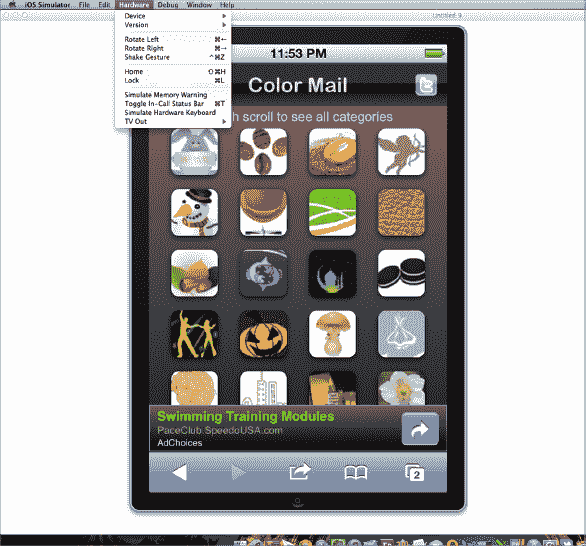 iOS Simulator File Edit Hardware Debug Window Help
Device
Version
Rotate Left ⌘←
Rotate Right ⌘→
Shake Gesture ^⌘Z
Home ⇧⌘H
Lock ⌘L
Simulate Memory Warning
Toggle In-Call Status Bar ⌘T
Simulate Hardware Keyboard
TV Out
11:53 PM
Color Mail
h scroll to see all categories
Swimming Training Modules
PaceClub.SpeedoUSA.com
AdChoices
2